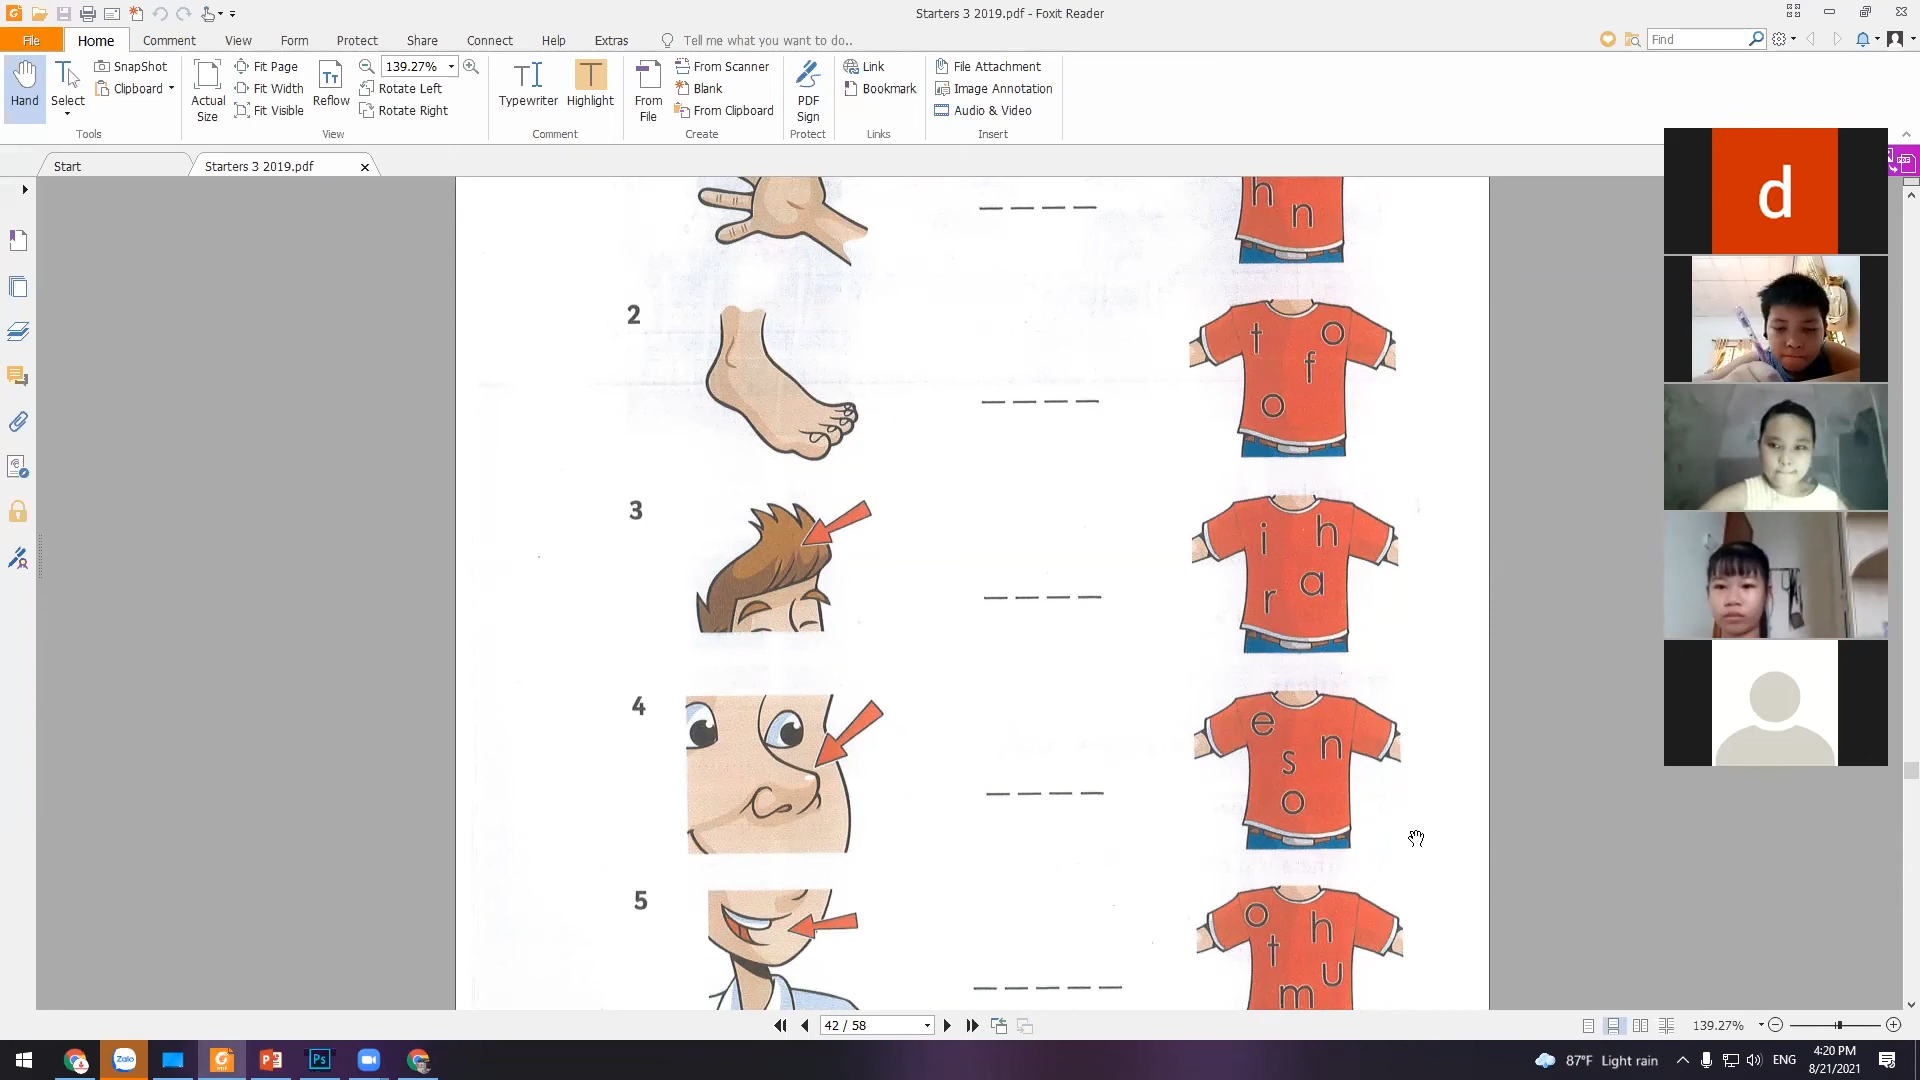 Starters 3 2019.pdf - Foxit Reader
File Home Comment View Form Protect Share Connect Help Extras Tell me what you want to do.. Find
Hand
Select
SnapShot
Clipboard
Tools
Actual
Size
Fit Page
Fit Width
Fit Visible
Reflow
139.27%
Rotate Left
Rotate Right
View
Typewriter
Highlight
Comment
From
File
From Scanner
Blank
From Clipboard
Create
PDF
Sign
Protect
Link
Bookmark
Links
File Attachment
Image Annotation
Audio & Video
Insert
Start
Starters 3 2019.pdf
h
n
2
t o
f
o
3
i h
a
r
4
e
n
s
o
5
o h
t
u
m
d
42 / 58
139.27%
Zalo
Ps
87°F Light rain
ENG
4:20 PM
8/21/2021